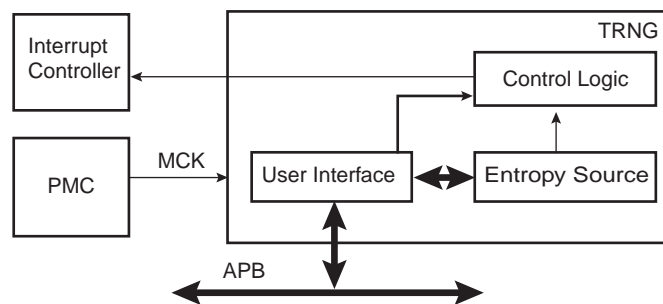 TRNG
Interrupt
Controller
Control Logic
MCK
PMC
User Interface
Entropy Source
APB